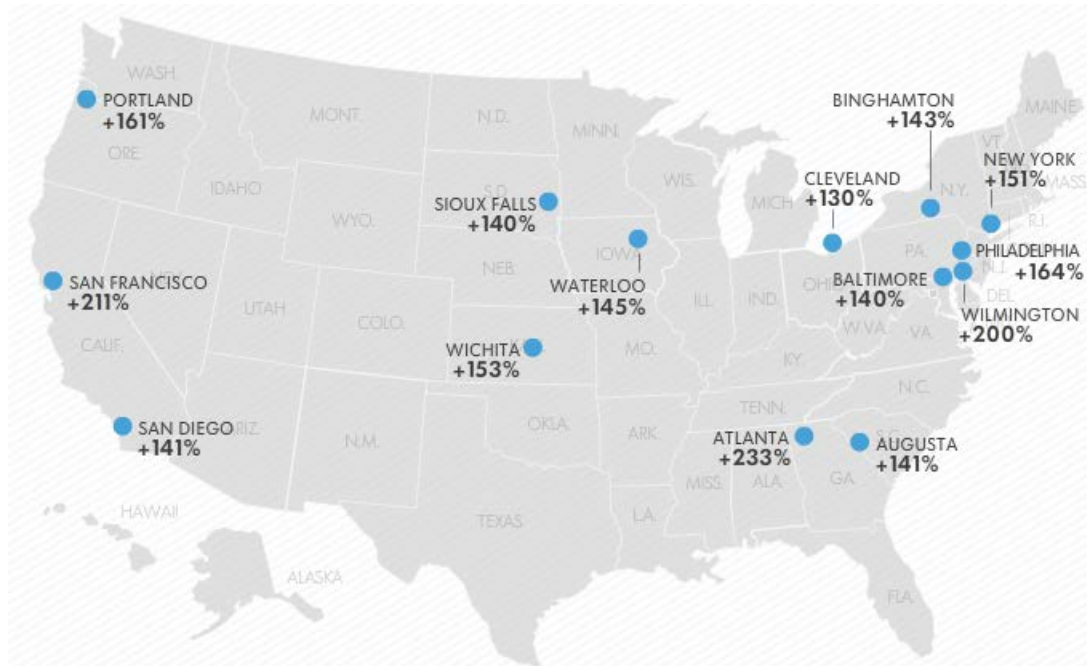 WASH.
PORTLAND
+161%
ORE.
MONT.
IDAHO
WYO.
N.D.
S.D.
MINN.
SIOUX FALLS
+140%
WIS.
MICH
BINGHAMTON
+143%
CLEVELAND
+130%
MAINE
VT.
NEW YORK
+151%
MASS
N.Y.
R.I.
PA.
PHILADELPHIA
+164%
N.J.
SAN FRANCISCO
+211%
UTAH
COLO.
NEB.
IOWA
WATERLOO
+145%
ILL.
IND.
OHIO
BALTIMORE
+140%
DEL
WILMINGTON
+200%
W.VA.
VA.
CALIF.
WICHITA
+153%
MO.
KY.
N.C.
SAN DIEGO
+141%
ARIZ.
N.M.
OKLA.
ARK.
TENN.
ATLANTA
+233%
S.C.
AUGUSTA
+141%
MISS.
ALA.
GA.
HAWAII
ALASKA
TEXAS
LA.
FLA.